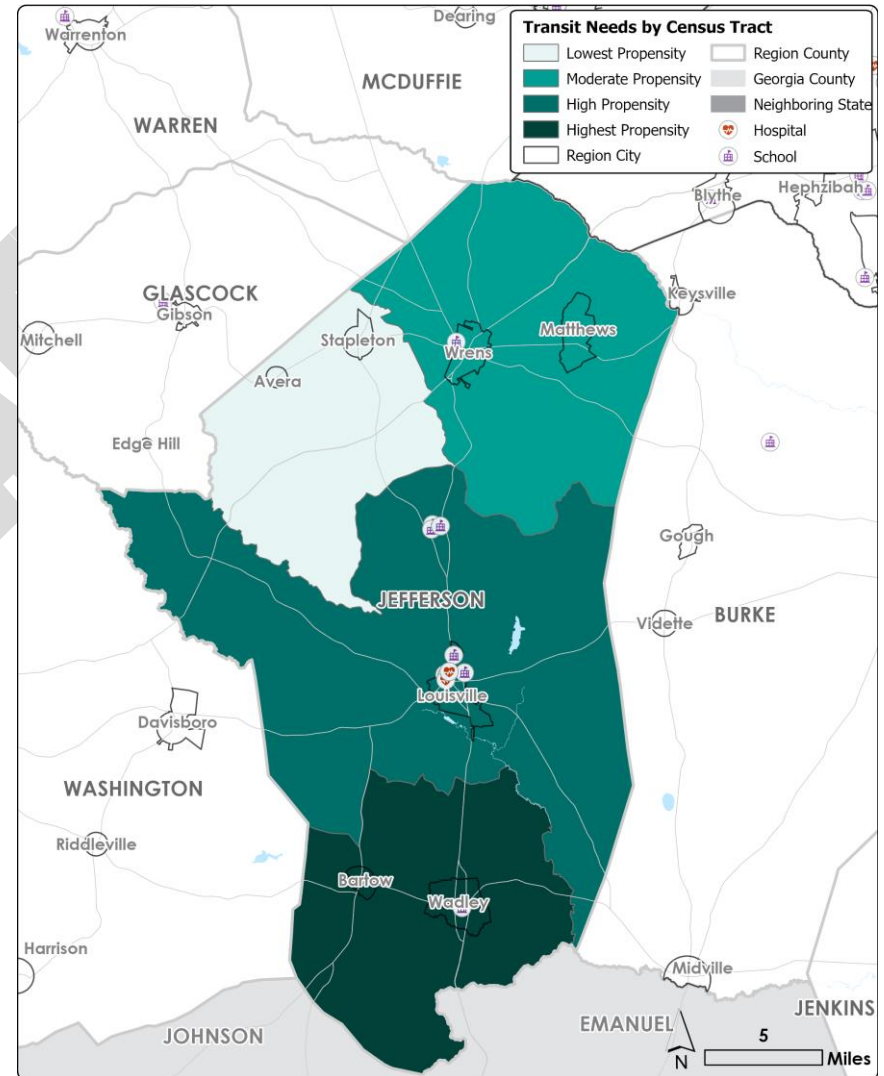 Warrenton
Dearing
Transit Needs by Census Tract
Lowest Propensity
Moderate Propensity
High Propensity
Highest Propensity
Region City
Region County
Georgia County
Neighboring State
Hospital
School
MCDUFFIE
WARREN
Blythe
Hephzibah
GLASCOCK
Gibson
Keysville
Mitchell
Stapleton
Wrens
Matthews
Avera
Edge Hill
Gough
JEFFERSON
Vidette
BURKE
Louisville
Davisboro
WASHINGTON
Riddleville
Bartow
Wadley
Harrison
Midville
JENKINS
JOHNSON
EMANUEL
N
5
Miles